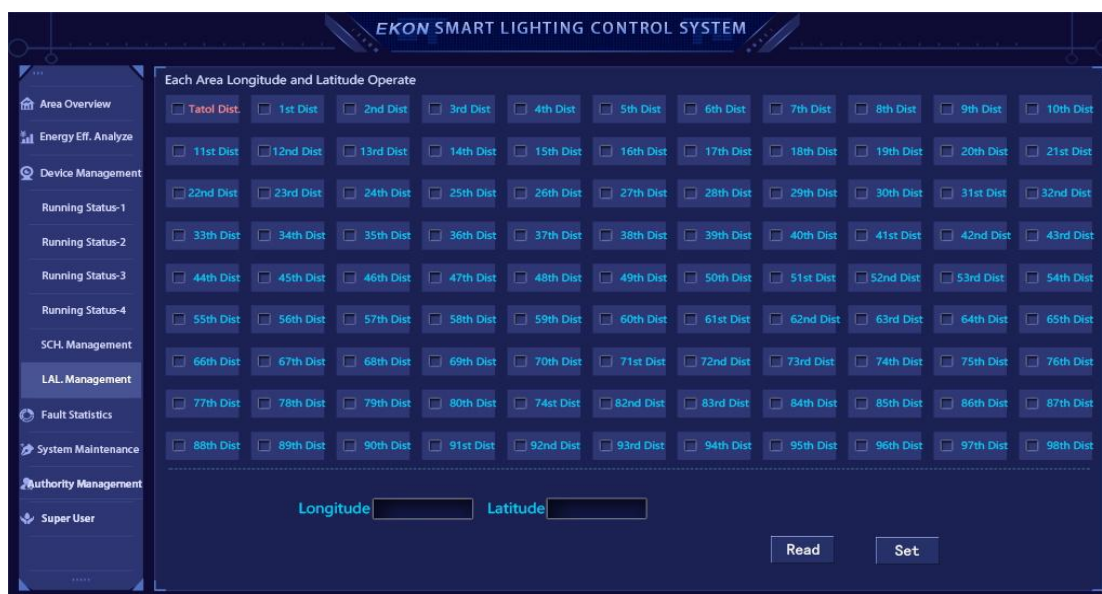 EKON SMART LIGHTING CONTROL SYSTEM
Area Overview
Energy Eff. Analyze
Device Management
Running Status-1
Running Status-2
Running Status-3
Running Status-4
SCH. Management
LAL. Management
Fault Statistics
System Maintenance
Authority Management
Super User
Each Area Longitude and Latitude Operate
Tatol Dist. 1st Dist 2nd Dist 3rd Dist 4th Dist 5th Dist 6th Dist 7th Dist 8th Dist 9th Dist 10th Dist
11st Dist 12nd Dist 13rd Dist 14th Dist 15th Dist 16th Dist 17th Dist 18th Dist 19th Dist 20th Dist 21st Dist
22nd Dist 23rd Dist 24th Dist 25th Dist 26th Dist 27th Dist 28th Dist 29th Dist 30th Dist 31st Dist 32nd Dist
33th Dist 34th Dist 35th Dist 36th Dist 37th Dist 38th Dist 39th Dist 40th Dist 41st Dist 42nd Dist 43rd Dist
44th Dist 45th Dist 46th Dist 47th Dist 48th Dist 49th Dist 50th Dist 51st Dist 52nd Dist 53rd Dist 54th Dist
55th Dist 56th Dist 57th Dist 58th Dist 59th Dist 60th Dist 61st Dist 62nd Dist 63rd Dist 64th Dist 65th Dist
66th Dist 67th Dist 68th Dist 69th Dist 70th Dist 71st Dist 72nd Dist 73rd Dist 74th Dist 75th Dist 76th Dist
77th Dist 78th Dist 79th Dist 80th Dist 74st Dist 82nd Dist 83rd Dist 84th Dist 85th Dist 86th Dist 87th Dist
88th Dist 89th Dist 90th Dist 91st Dist 92nd Dist 93rd Dist 94th Dist 95th Dist 96th Dist 97th Dist 98th Dist
Longitude Latitude
Read Set